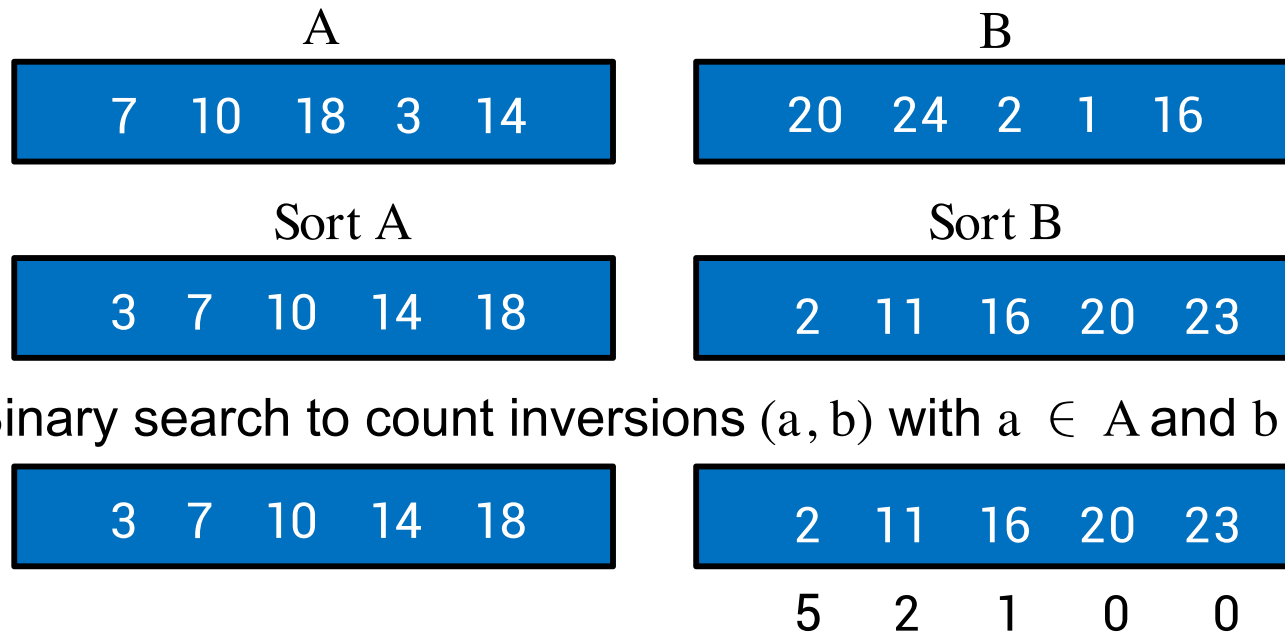 A B
7 10 18 3 14 20 24 2 1 16
Sort A Sort B
3 7 10 14 18 2 11 16 20 23
inary search to count inversions (a, b) with a ∈ A and b
3 7 10 14 18 2 11 16 20 23
5 2 1 0 0